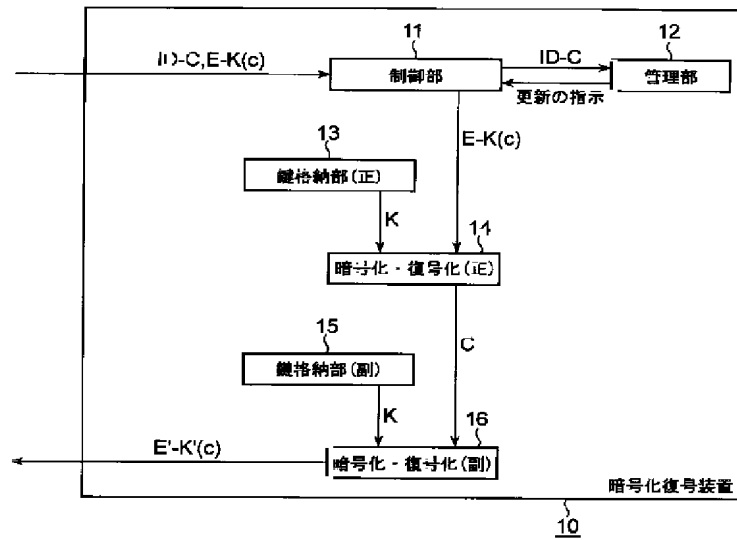 11
12
ID-C,E-K(c)
制御部
ID-C
管理部
更新の指示
E-K(c)
13
鍵格納部(正)
K
14
暗号化・復号化(正)
15
C
鍵格納部(副)
K
16
E'-K'(c)
暗号化・復号化(副)
暗号化復号装置
10